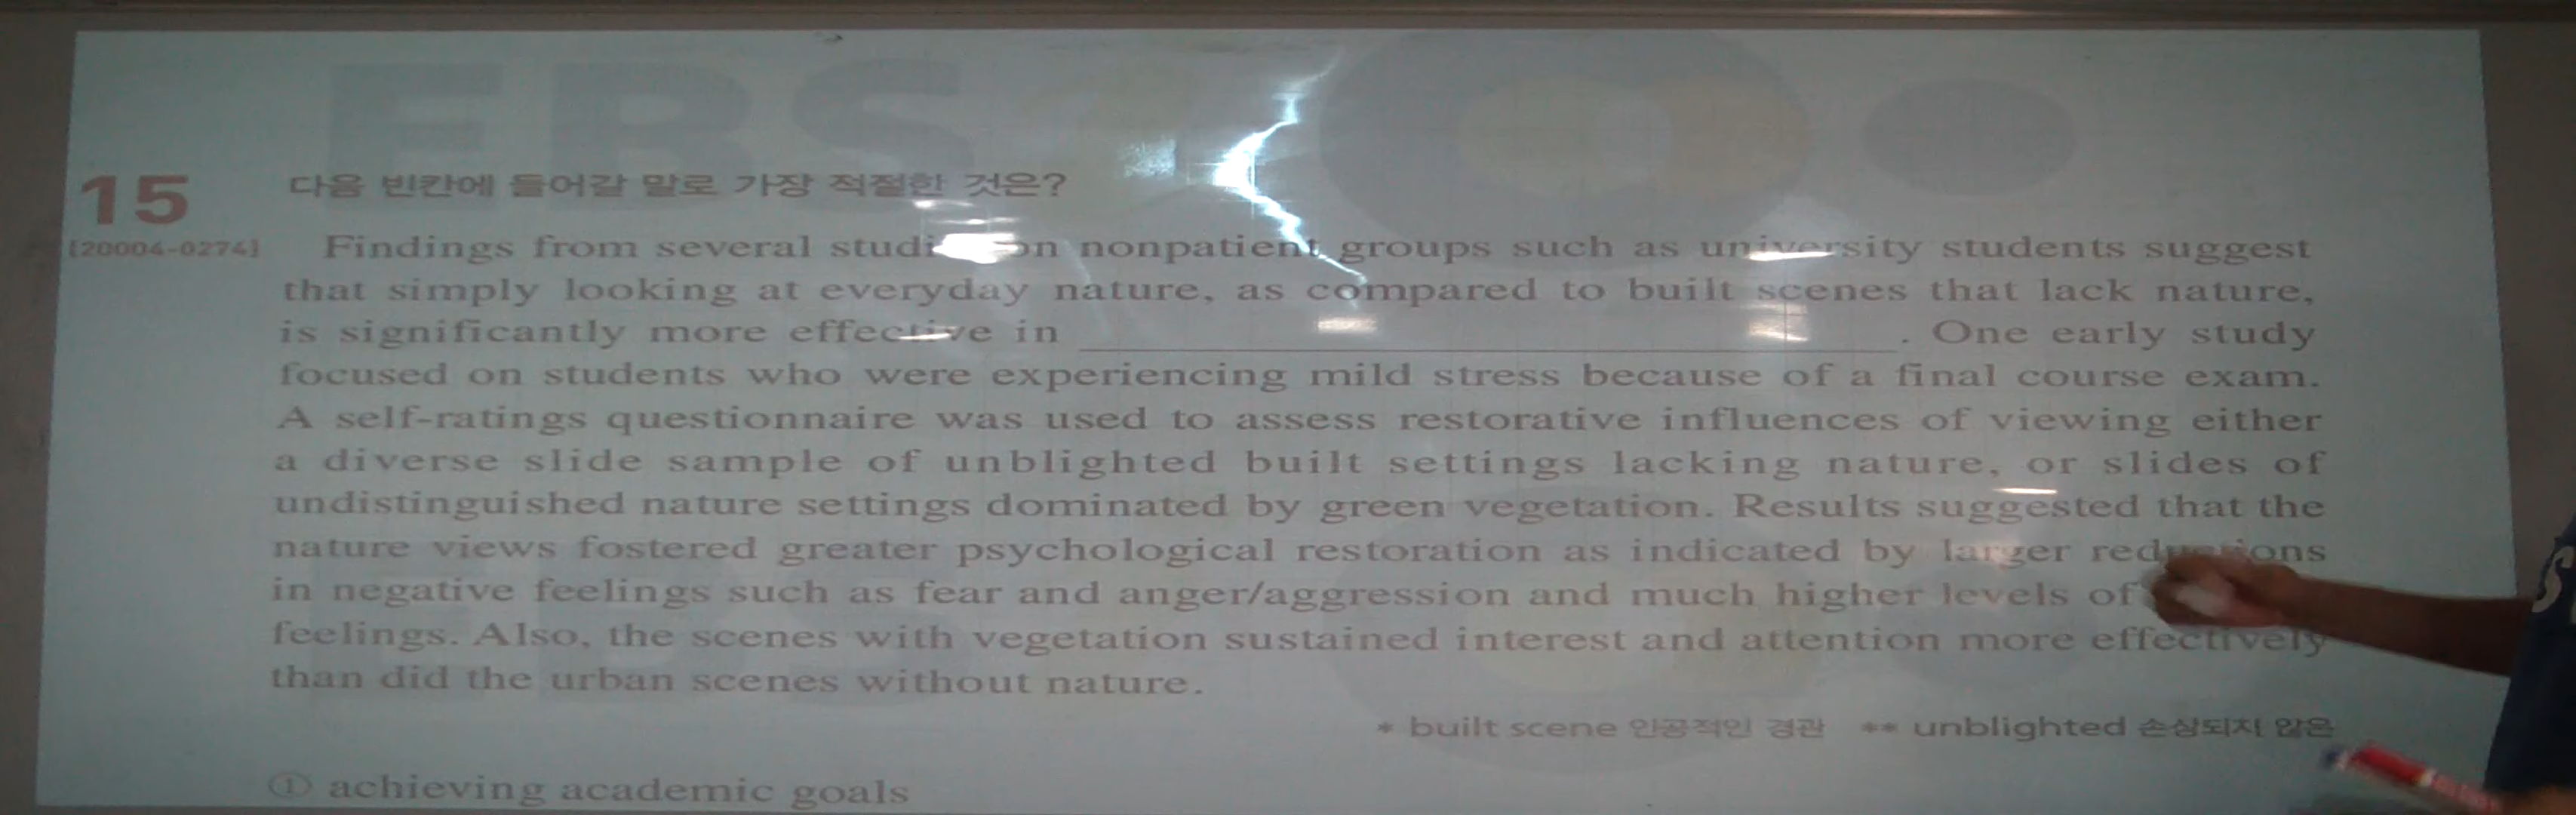 EBS
15 다음 빈칸에 들어갈 말로 가장 적절한 것은?
[20004-0274] Findings from several on nonpatient groups such as university students suggest
that simply looking at everyday nature, as compared to built scenes that lack nature,
is significantly more effective in ______. One early study
focused on students who were experiencing mild stress because of a final course exam.
A self-ratings questionnaire was used to assess restorative influences of viewing either
a diverse slide sample of unblighted built settings lacking nature, or slides of
undistinguished nature settings dominated by green vegetation. Results suggested that the
nature views fostered greater psychological restoration as indicated by larger reductions
in negative feelings such as fear and anger/aggression and much higher levels of
feelings. Also, the scenes with vegetation sustained interest and attention more effectively
than did the urban scenes without nature.
* built scene 인공적인 경관 ** unblighted 손상되지 않은
① achieving academic goals